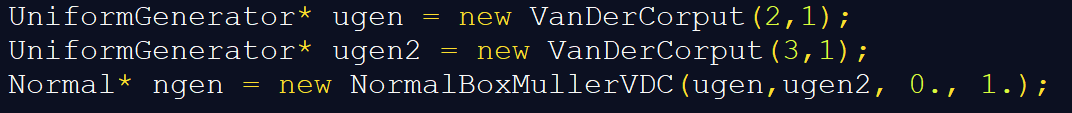 UniformGenerator* ugen = new VanDerCorput(2,1);
UniformGenerator* ugen2 = new VanDerCorput(3,1);
Normal* ngen = new NormalBoxMullerVDC(ugen,ugen2, 0., 1.);